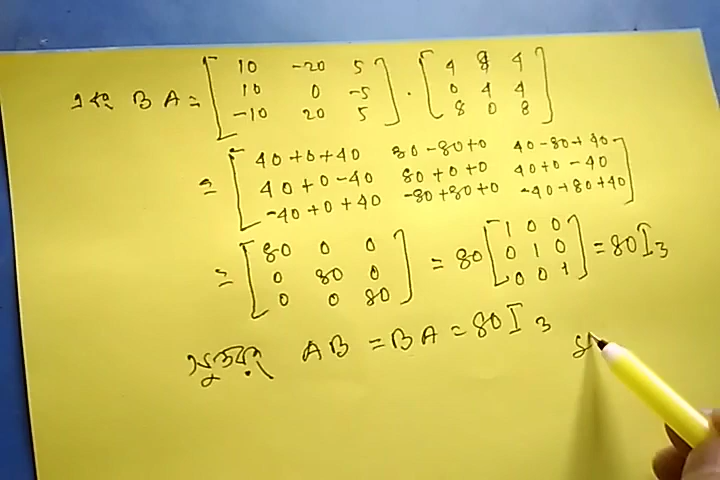 এবং BA = [10 -20 5; 10 0 -5; -10 20 5] · [4 8 4; 0 4 4; 8 0 8]
= [40+0+40 80-80+0 40-80+40; 40+0-40 80+0+0 40+0-40; -40+0+40 -80+80+0 -40+80+40]
= [80 0 0; 0 80 0; 0 0 80] = 80 [1 0 0; 0 1 0; 0 0 1] = 80 I₃
সুতরাং AB = BA = 80 I₃